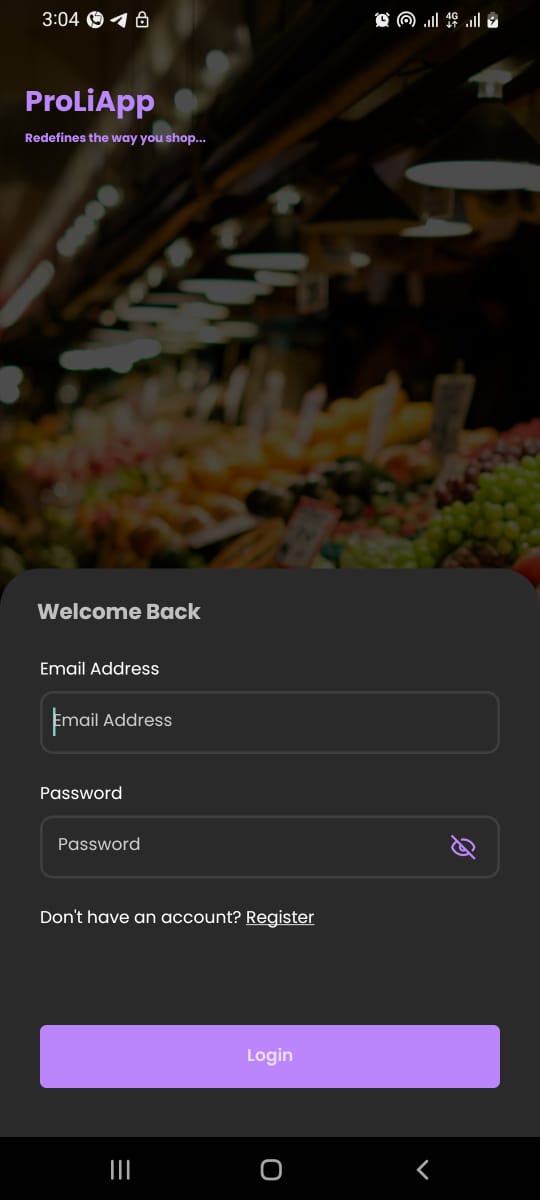 3:04
4G
ProLiApp
Redefines the way you shop...
Welcome Back
Email Address
Email Address
Password
Password
Don't have an account? Register
Login